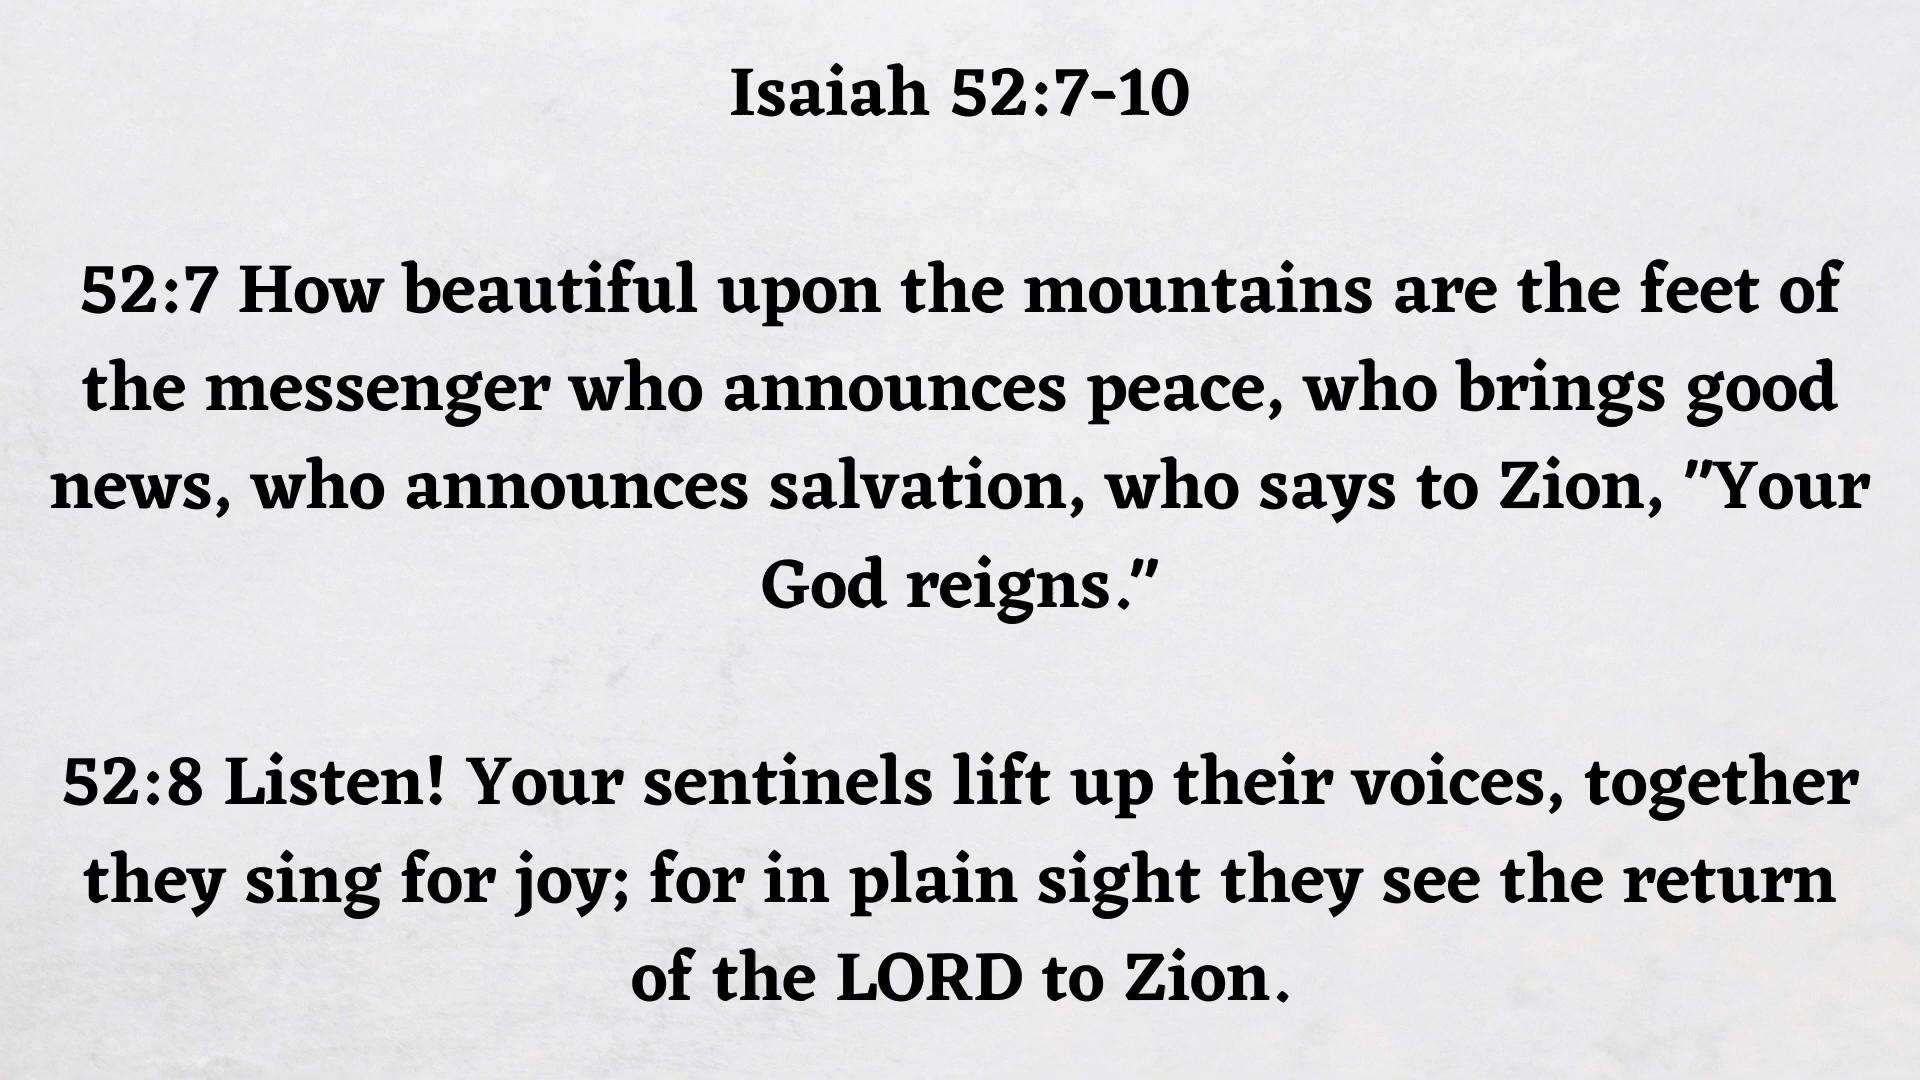 Isaiah 52:7-10
52:7 How beautiful upon the mountains are the feet of
the messenger who announces peace, who brings good
news, who announces salvation, who says to Zion, "Your
God reigns."
52:8 Listen! Your sentinels lift up their voices, together
they sing for joy; for in plain sight they see the return
of the LORD to Zion.